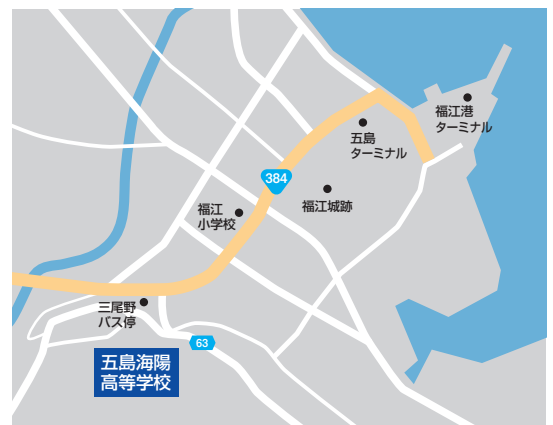 福江港
ターミナル
五島
ターミナル
384
福江城跡
福江
小学校
三尾野
バス停
63
五島海陽
高等学校